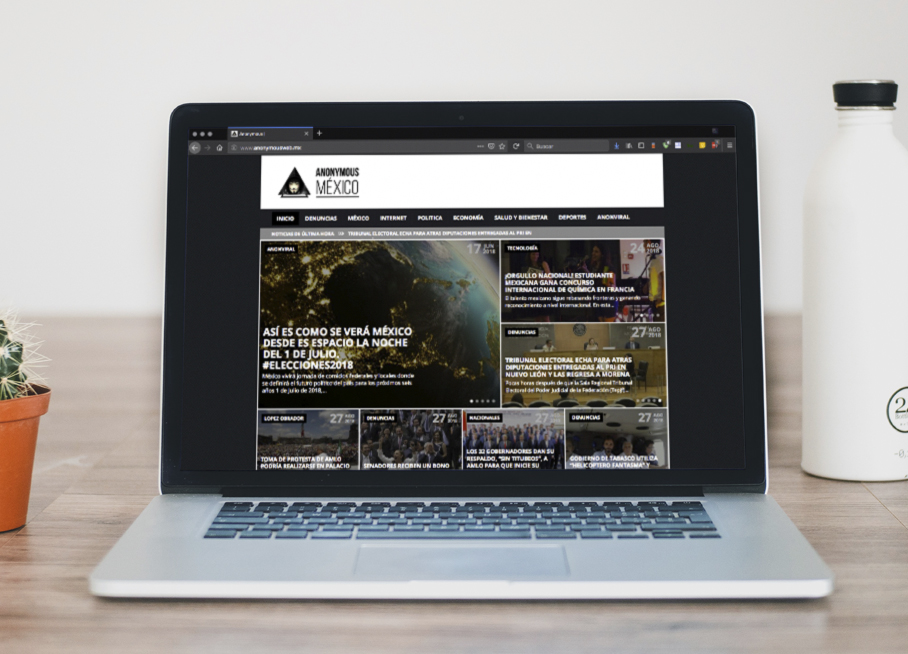 Anonymous
www.anonymouswas.mx
Buscar
ANONYMOUS
MÉXICO
INICIO DENUNCIAS MÉXICO INTERNET POLITICA ECONOMÍA SALUD Y BIENESTAR DEPORTES ANONVIRAL
NOTICIAS EN ÚLTIMA HORA TRIBUNAL ELECTORAL ECHA PARA ATRAS DIPUTACIONES ENTREGADAS AL PRI EN
ANONVIRAL
17 JUN 2018
ASÍ ES COMO SE VERÁ MÉXICO
DESDE ES ESPACIO LA NOCHE
DEL 1 DE JULIO,
#ELECCIONES2018
México vivirá jornada de comicios federales y locales donde
se definirá el futuro político del país para los próximos seis
años 1 de julio de 2018,...
TECNOLOGÍA
24 AGO 2018
¡ORGULLO NACIONAL! ESTUDIANTE
MEXICANA GANA CONCURSO
INTERNACIONAL DE QUÍMICA EN FRANCIA
El talento mexicano sigue rebasando fronteras y ganando
reconocimiento a nivel internacional. En esta...
DENUNCIAS
27 AGO 2018
TRIBUNAL ELECTORAL ECHA PARA ATRAS
DIPUTACIONES ENTREGADAS AL PRI EN
NUEVO LEÓN Y LAS REGRESA A MORENA
Pocas horas después de que la Sala Regional Tribunal
Electoral del Poder Judicial de la Federación
LOPEZ OBRADOR
27 AGO 2018
TOMA DE PROTESTA DE AMLO
PODRÍA REALIZARSE EN PALACIO
DENUNCIAS
27 AGO 2018
SENADORES RECIBEN UN BONO
NACIONALES
27 AGO 2018
LOS 32 GOBERNADORES DAN SU
RESPALDO, "SIN TITUBEOS", A
AMLO PARA QUE INICIE SU
DENUNCIAS
27 AGO 2018
GOBIERNO DE TABASCO UTILIZA
"HELICÓPTERO FANTASMA" Y